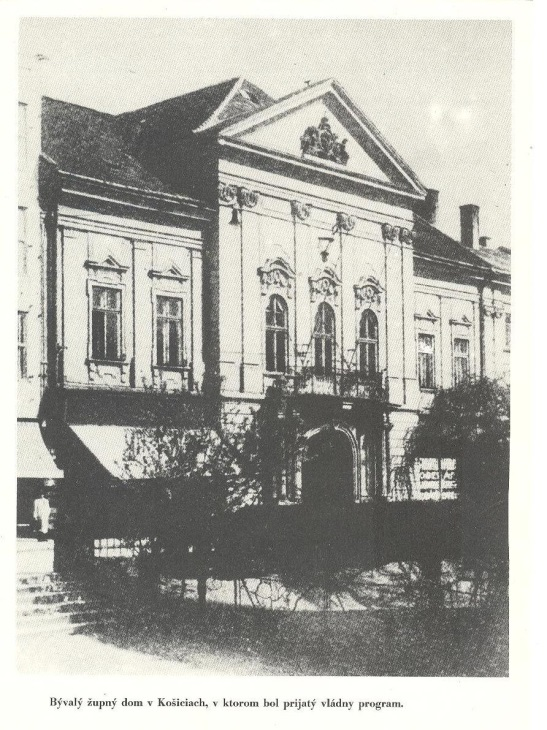 Bývalý župný dom v Košiciach, v ktorom bol prijatý vládny program.